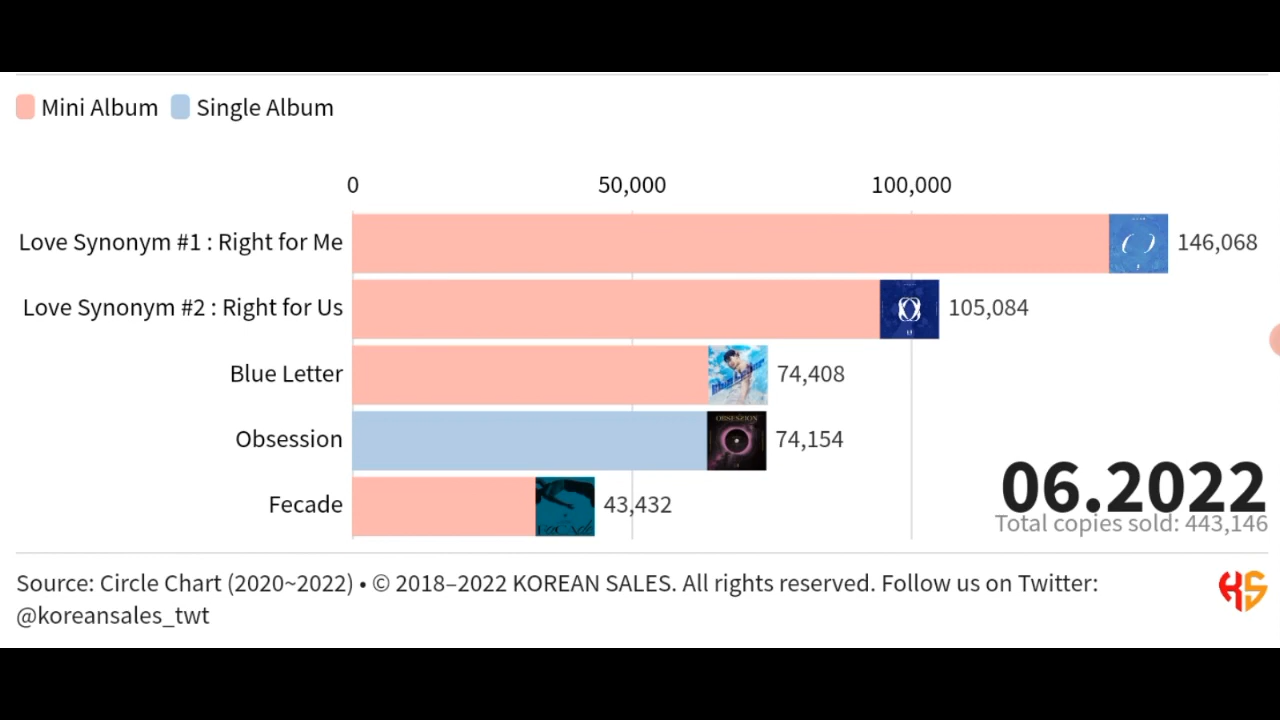 Mini Album Single Album
0 50,000 100,000
Love Synonym #1 : Right for Me 146,068
Love Synonym #2 : Right for Us 105,084
Blue Letter 74,408
OBSESSION
Obsession 74,154
Fecade 43,432
06.2022
Total copies sold: 443,146
Source: Circle Chart (2020~2022) • © 2018–2022 KOREAN SALES. All rights reserved. Follow us on Twitter:
@koreansales_twt
KS